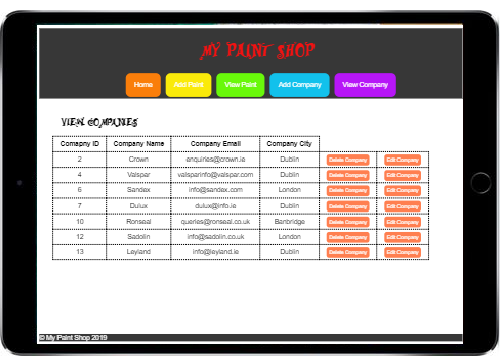 MY PAINT SHOP
Home Add Paint View Paint Add Company View Company
VIEW COMPANIES
Comapny ID Company Name Company Email Company City
2 Crown enquiries@crown.ie Dublin Delete Company Edit Company
4 Valspar valsparinfo@valspar.com Dublin Delete Company Edit Company
6 Sandex info@sandex.com London Delete Company Edit Company
7 Dulux dulux@info.ie Dublin Delete Company Edit Company
10 Ronseal queries@ronseal.co.uk Banbridge Delete Company Edit Company
12 Sadolin info@sadolin.co.uk London Delete Company Edit Company
13 Leyland info@leyland.ie Dublin Delete Company Edit Company
© My lPaint Shop 2019